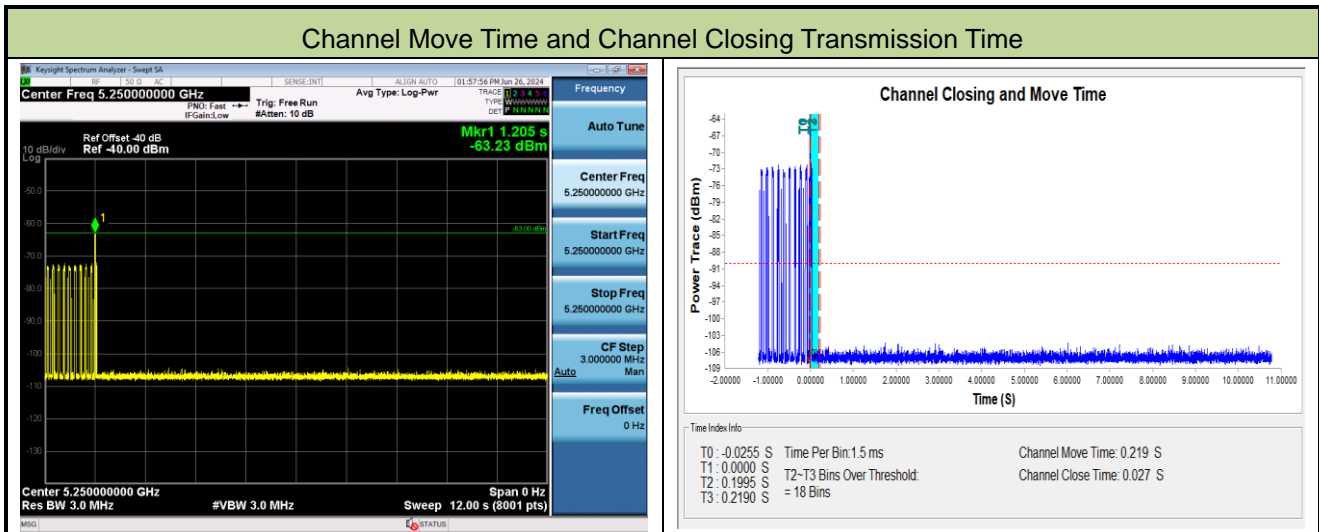 Channel Move Time and Channel Closing Transmission Time
Keysight Spectrum Analyzer - Swept SA
RF 50 Ω AC SENSE:INT ALIGN AUTO 01:57:56 PM Jun 26, 2024
Center Freq 5.250000000 GHz
PNO: Fast Trig: Free Run
IFGain:Low #Atten: 10 dB
Avg Type: Log-Pwr
TRACE 1 2 3 4 5 6
TYPE WWWWWW
DET P N N N N N
Ref Offset -40 dB
10 dB/div Ref -40.00 dBm
Log
Mkr1 1.205 s
-63.23 dBm
1
-63.00 dBm
-50.0
-60.0
-70.0
-80.0
-90.0
-100
-110
-120
-130
Center 5.250000000 GHz Span 0 Hz
Res BW 3.0 MHz #VBW 3.0 MHz Sweep 12.00 s (8001 pts)
MSG STATUS
Frequency
Auto Tune
Center Freq
5.250000000 GHz
Start Freq
5.250000000 GHz
Stop Freq
5.250000000 GHz
CF Step
3.000000 MHz
Auto Man
Freq Offset
0 Hz
Channel Closing and Move Time
Power Trace (dBm)
-64
-67
-70
-73
-76
-79
-82
-85
-88
-91
-94
-97
-100
-103
-106
-109
-2.00000 -1.00000 0.00000 1.00000 2.00000 3.00000 4.00000 5.00000 6.00000 7.00000 8.00000 9.00000 10.00000 11.00000
Time (S)
Time Index Info
T0 : -0.0255 S Time Per Bin:1.5 ms Channel Move Time: 0.219 S
T1 : 0.0000 S
T2 : 0.1995 S T2~T3 Bins Over Threshold: Channel Close Time: 0.027 S
T3 : 0.2190 S = 18 Bins